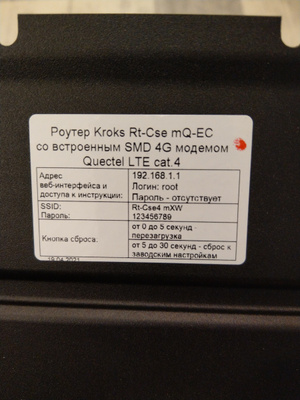 Роутер Kroks Rt-Cse mQ-EC
со встроенным SMD 4G модемом
Quectel LTE cat.4
Адрес
веб-интерфейса и
доступа к инструкции:
192.168.1.1
Логин: root
Пароль - отсутствует
SSID:
Пароль:
Rt-Cse4 mXW
123456789
Кнопка сброса:
от 0 до 5 секунд -
перезагрузка
от 5 до 30 секунд - сброс к
заводским настройкам